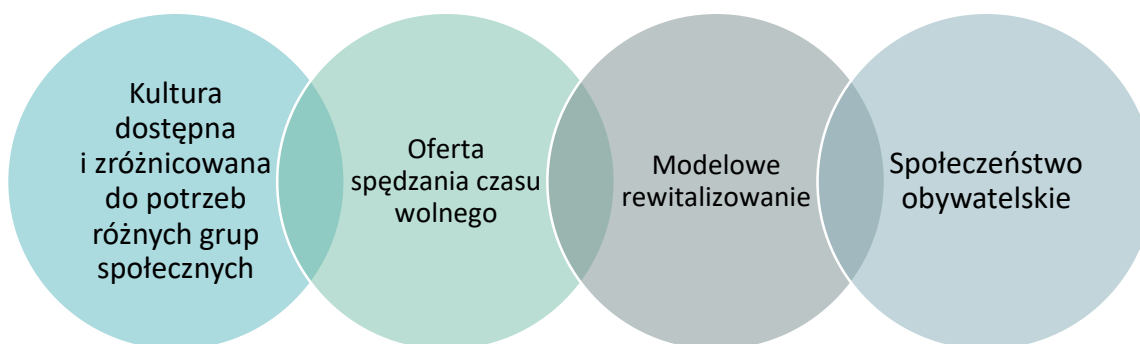 Kultura
dostępna
i zróżnicowana
do potrzeb
różnych grup
społecznych
Oferta
spędzania czasu
wolnego
Modelowe
rewitalizowanie
Społeczeństwo
obywatelskie